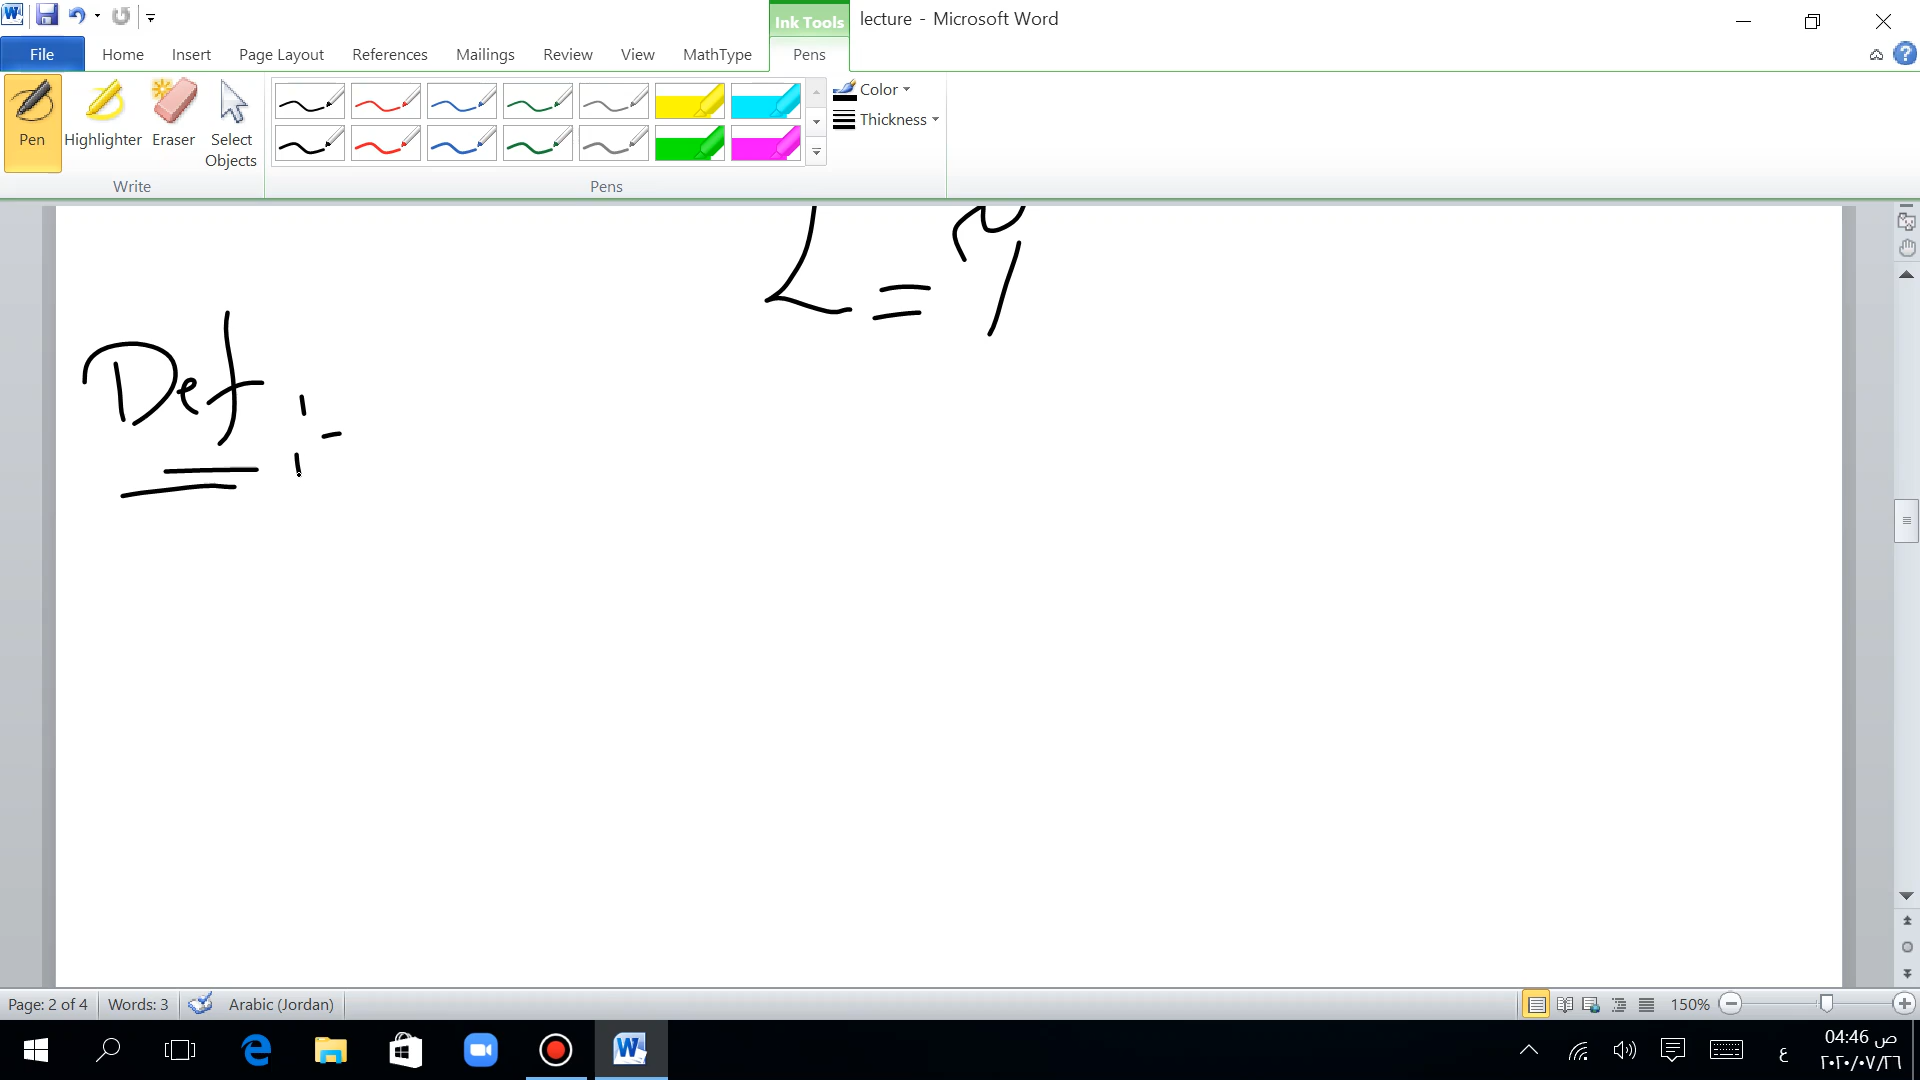 Ink Tools
lecture - Microsoft Word
File Home Insert Page Layout References Mailings Review View MathType Pens
Pen Highlighter Eraser Select Objects
Color
Thickness
Write Pens
L =
Def :-
Page: 2 of 4 Words: 3 Arabic (Jordan) 150%
ع
04:46 ص
٢٠٢٠/٠٧/٢٦